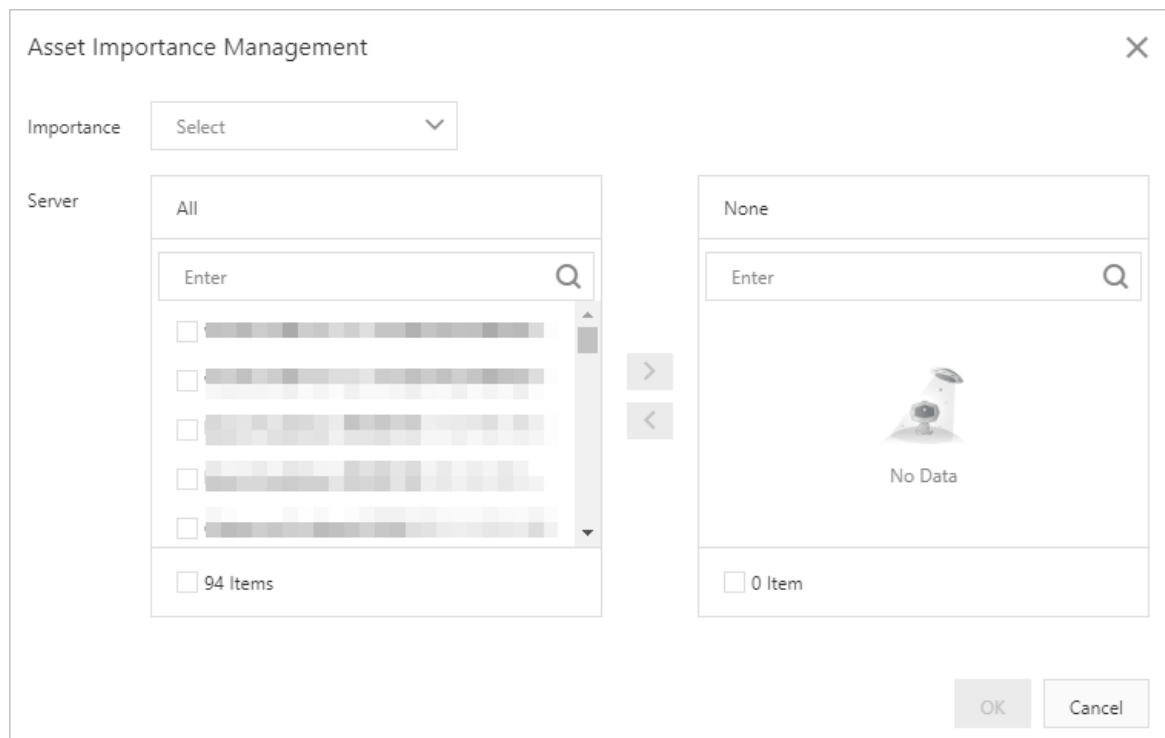 Asset Importance Management
Importance
Select
Server
All
Enter
94 Items
None
Enter
No Data
0 Item
OK
Cancel